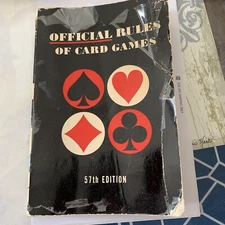 OFFICIAL RULES
OF CARD GAMES
57th EDITION